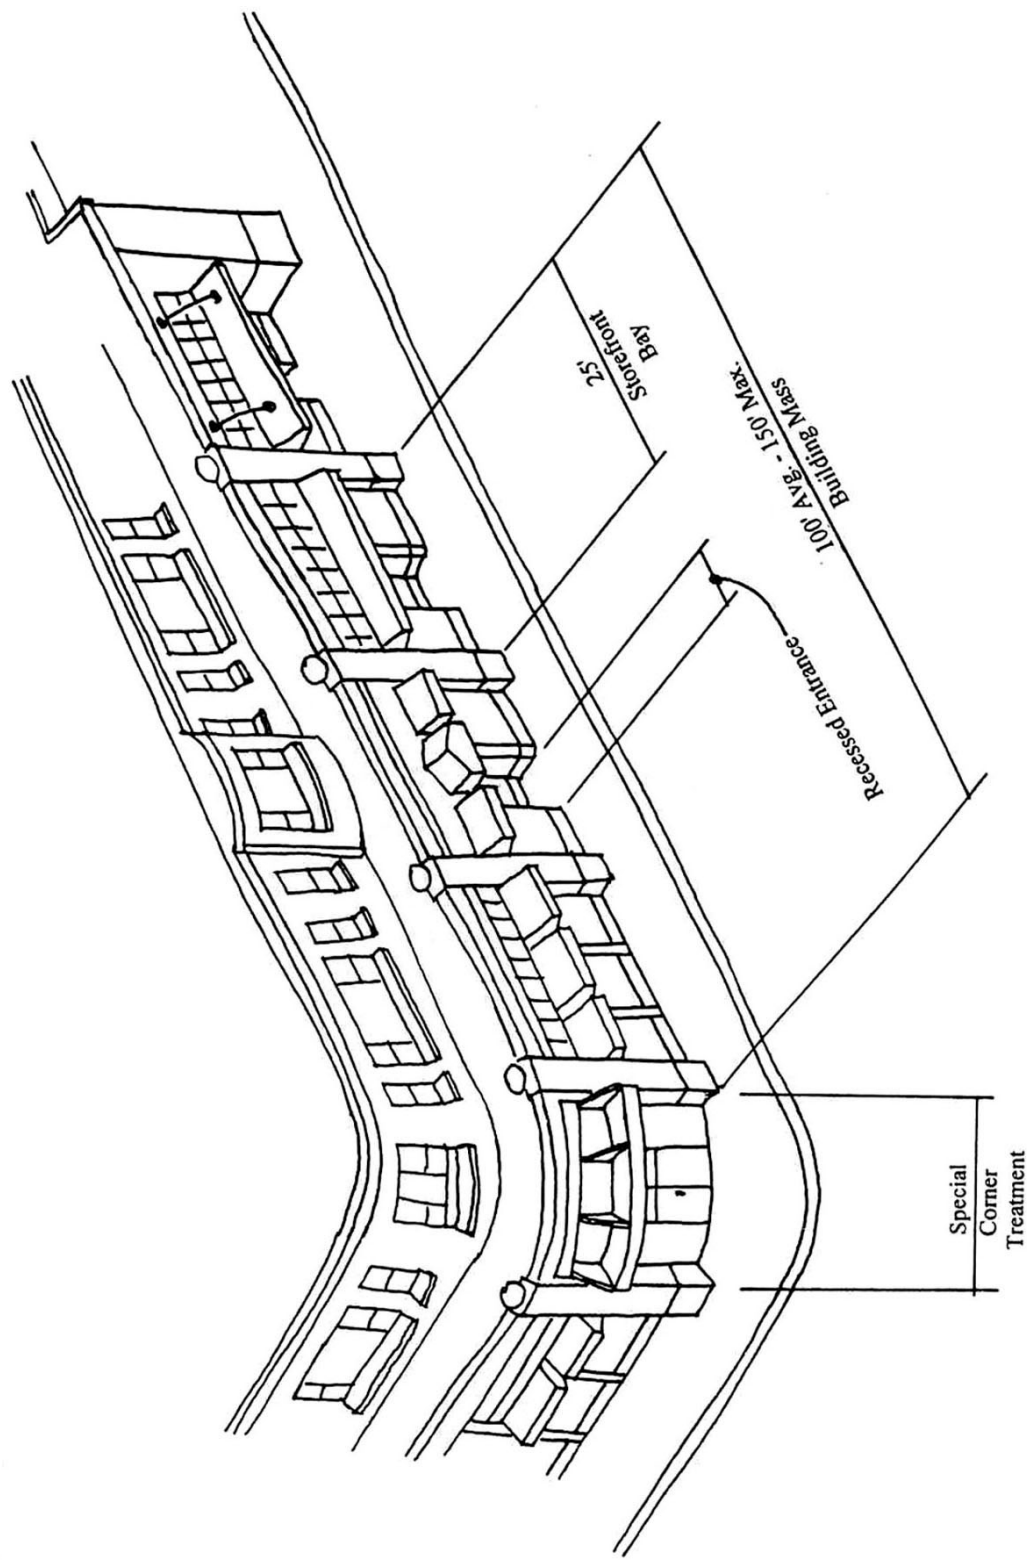 25'
Storefront
Bay
100' Avg. - 150' Max.
Building Mass
Recessed Entrance
Special
Corner
Treatment